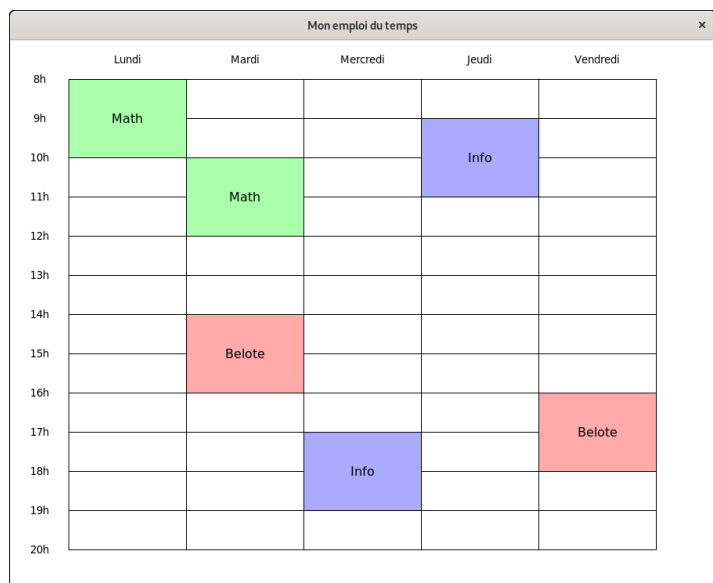 Mon emploi du temps ×
Lundi Mardi Mercredi Jeudi Vendredi
8h
9h Math
10h Info
11h Math
12h
13h
14h
15h Belote
16h
17h Belote
18h Info
19h
20h